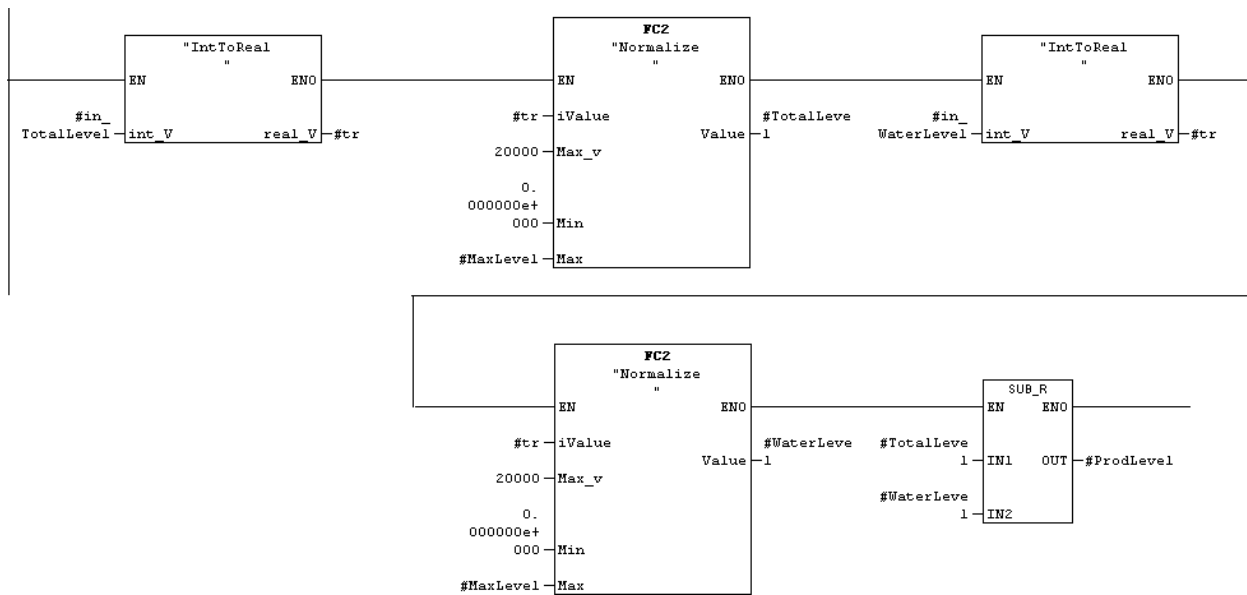 "IntToReal
"
EN ENO
#in_
TotalLevel int_V real_V #tr
FC2
"Normalize
"
EN ENO
#tr iValue
#TotalLeve
Value l
20000 Max_v
0.
000000e+
000 Min
#MaxLevel Max
"IntToReal
"
EN ENO
#in_
WaterLevel int_V real_V #tr
FC2
"Normalize
"
EN ENO
#tr iValue
#WaterLeve
Value l
20000 Max_v
0.
000000e+
000 Min
#MaxLevel Max
SUB_R
EN ENO
#TotalLeve
l IN1 OUT #ProdLevel
#WaterLeve
l IN2